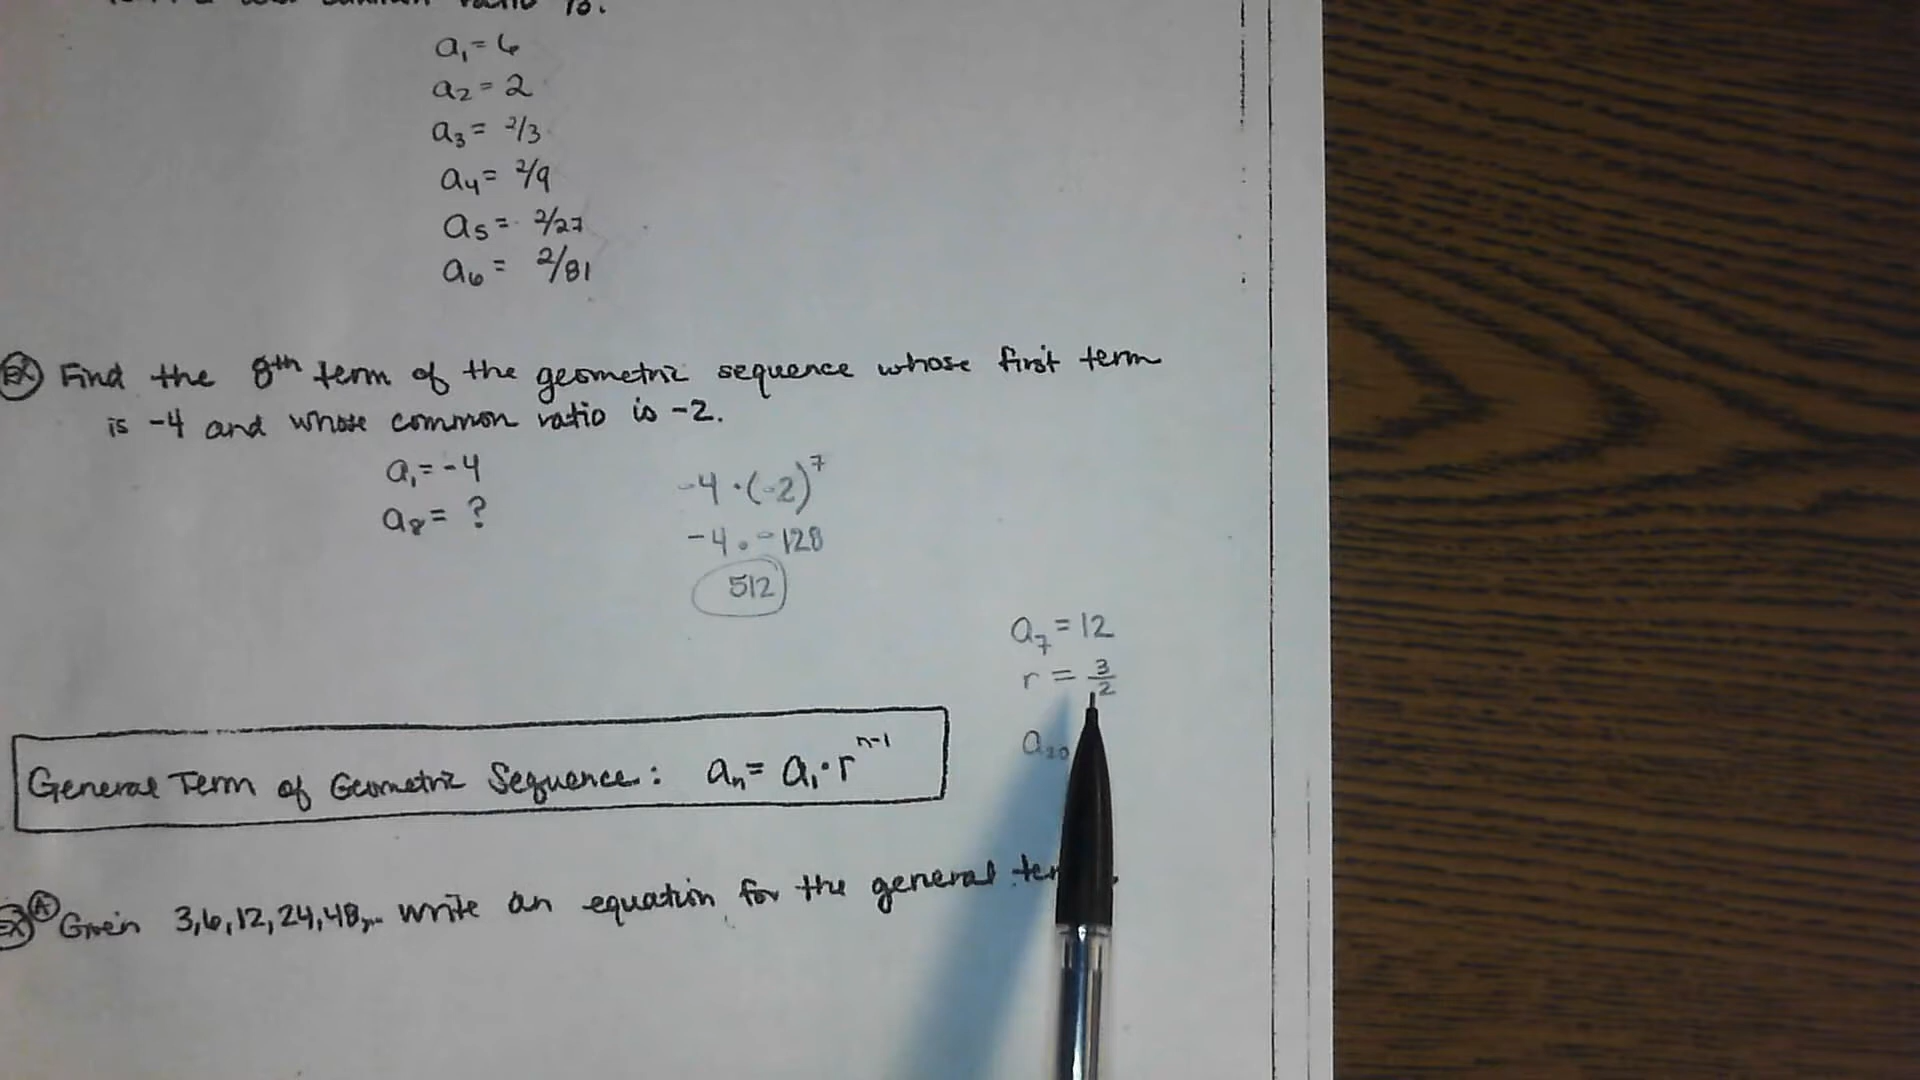 a₁ = 6
a₂ = 2
a₃ = 2/3
a₄ = 2/9
a₅ = 2/27
a₆ = 2/81
Ex Find the 8th term of the geometric sequence whose first term
is -4 and whose common ratio is -2.
a₁ = -4
a₈ = ?
-4 · (-2)⁷
-4 · -128
512
a₇ = 12
r = 3/2
a₂₀
General Term of Geometric Sequence: aₙ = a₁ · rⁿ⁻¹
Ex A Given 3, 6, 12, 24, 48, ... write an equation for the general